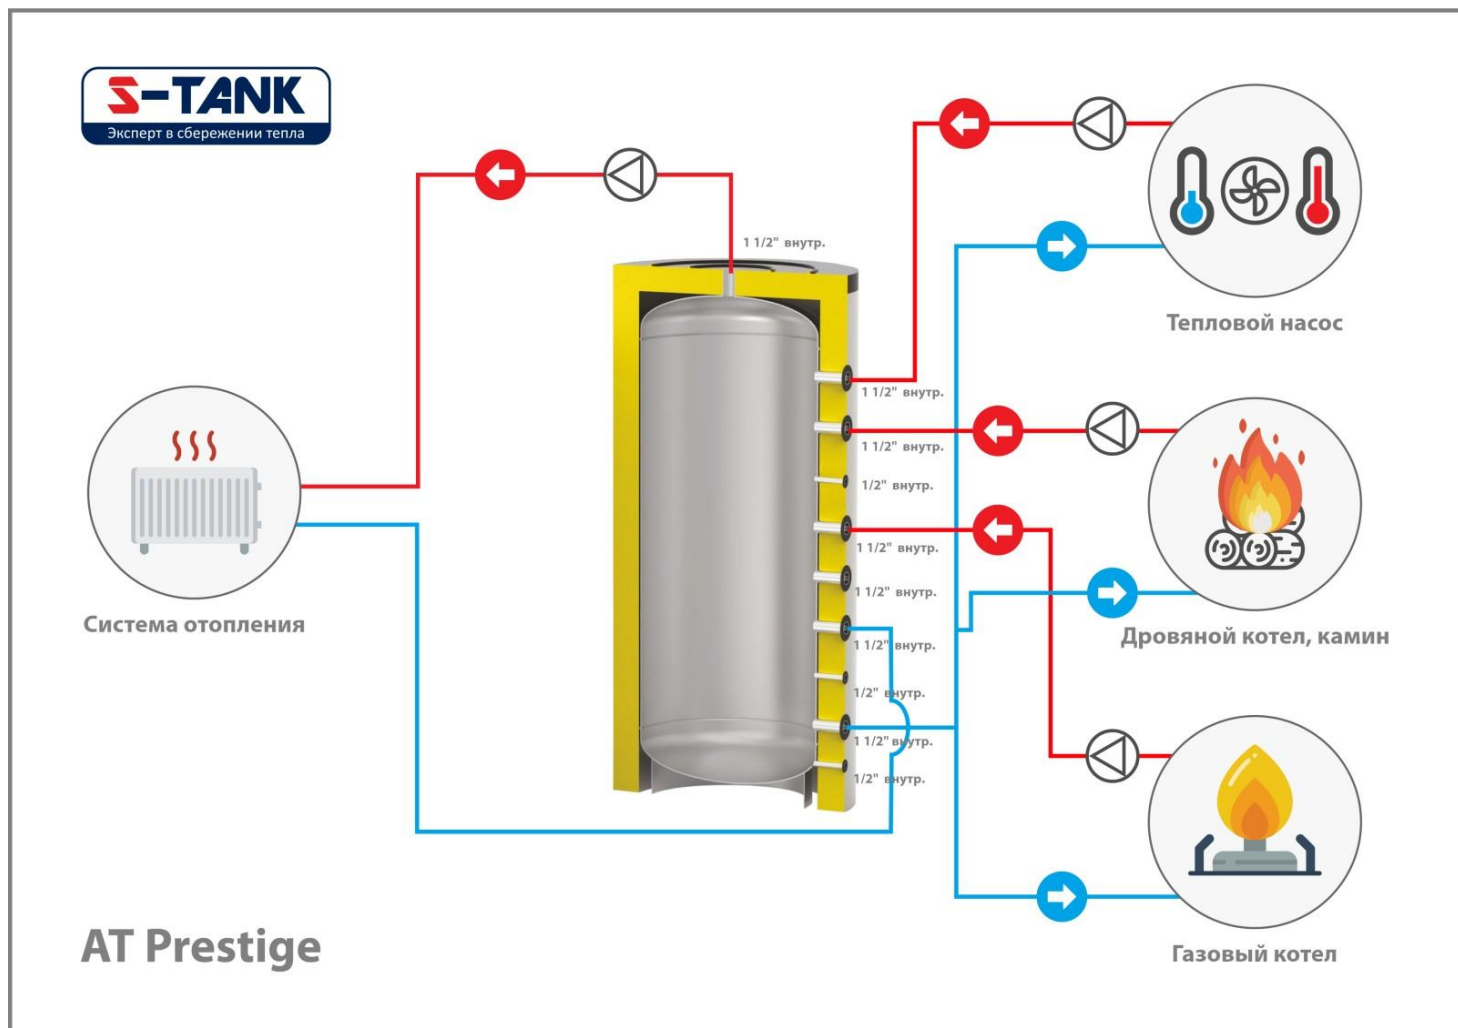 S-TANK
Эксперт в сбережении тепла
1 1/2" внутр.
Тепловой насос
1 1/2" внутр.
1 1/2" внутр.
1/2" внутр.
1 1/2" внутр.
1 1/2" внутр.
Система отопления
Дровяной котел, камин
1 1/2" внутр.
1/2" внутр.
1 1/2" внутр.
1/2" внутр.
AT Prestige
Газовый котел